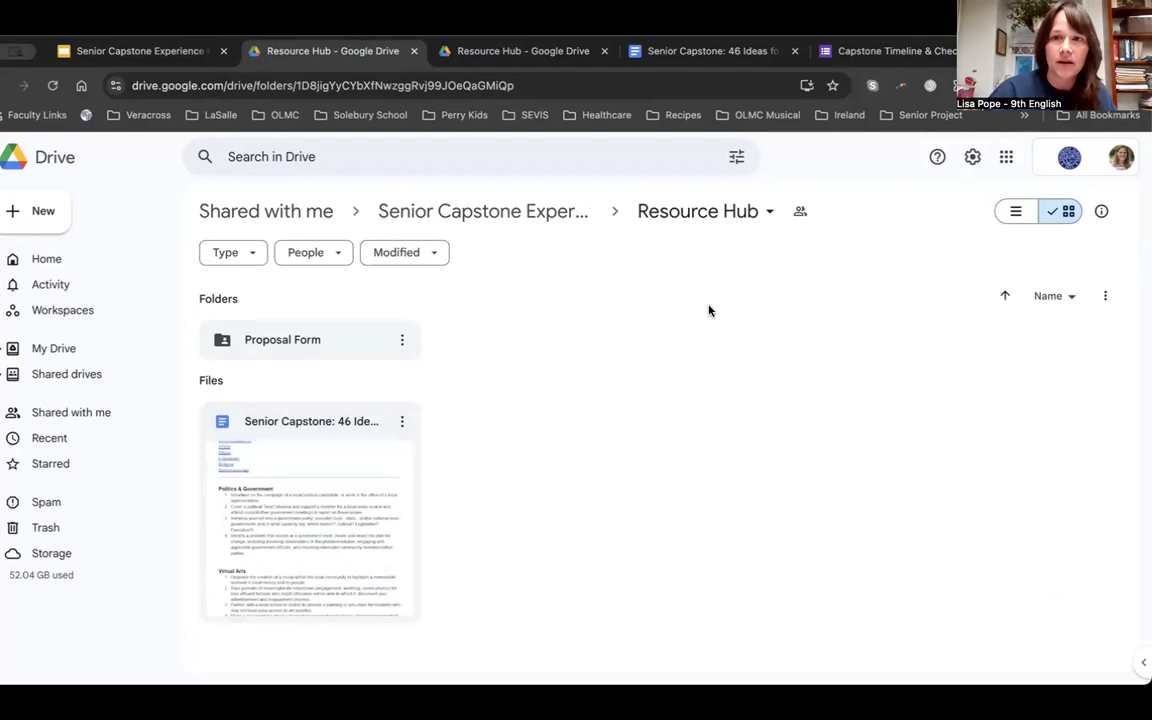 Senior Capstone Experience
Resource Hub - Google Drive
Resource Hub - Google Drive
Senior Capstone: 46 Ideas fo
Capstone Timeline & Chec
drive.google.com/drive/folders/1D8jigYyCYbXfNwzggRvj99JOeQaGMiQp
Lisa Pope - 9th English
Faculty Links
Veracross
LaSalle
OLMC
Solebury School
Perry Kids
SEVIS
Healthcare
Recipes
OLMC Musical
Ireland
Senior Project
»
All Bookmarks
Drive
Search in Drive
New
Shared with me > Senior Capstone Exper... > Resource Hub
Type
People
Modified
Home
Activity
Workspaces
My Drive
Shared drives
Shared with me
Recent
Starred
Spam
Trash
Storage
52.04 GB used
Folders
Name
Proposal Form
Files
Senior Capstone: 46 Ide...
Politics & Government